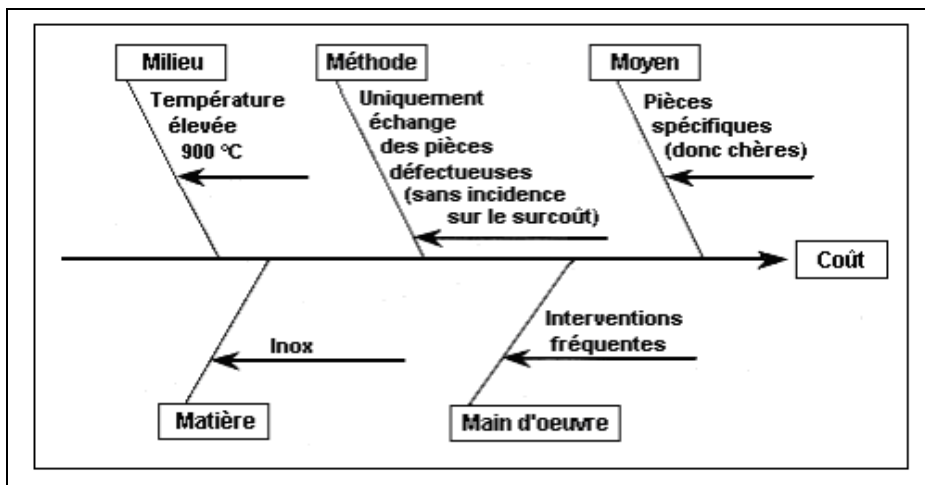 Milieu
Méthode
Moyen
Température
élevée
900 °C
Uniquement
échange
des pièces
défectueuses
(sans incidence
sur le surcoût)
Pièces
spécifiques
(donc chères)
Coût
Inox
Interventions
fréquentes
Matière
Main d'oeuvre